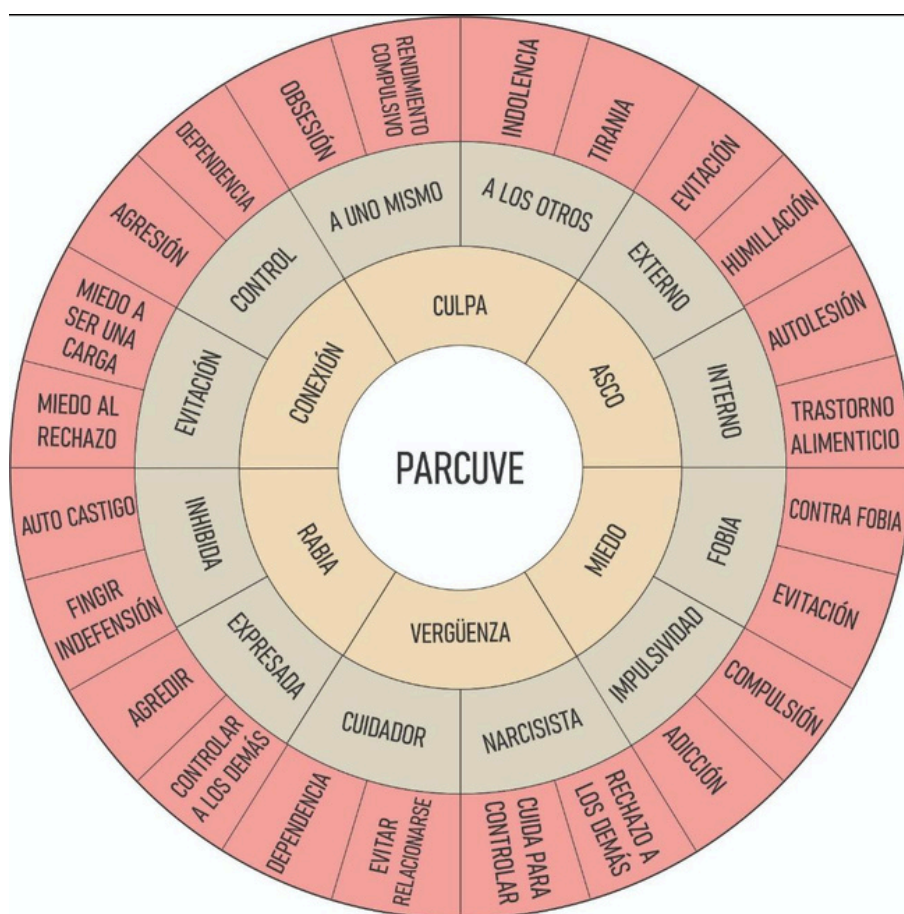 PARCUVE
CULPA
ASCO
MIEDO
VERGÜENZA
RABIA
CONEXIÓN
A UNO MISMO
A LOS OTROS
EXTERNO
INTERNO
FOBIA
IMPULSIVIDAD
NARCISISTA
CUIDADOR
EXPRESADA
INHIBIDA
EVITACIÓN
CONTROL
OBSESIÓN
RENDIMIENTO
COMPULSIVO
INDOLENCIA
TIRANIA
EVITACIÓN
HUMILLACIÓN
AUTOLESIÓN
TRASTORNO
ALIMENTICIO
CONTRA FOBIA
EVITACIÓN
COMPULSIÓN
ADICCIÓN
RECHAZO A
LOS DEMÁS
CUIDA PARA
CONTROLAR
EVITAR
RELACIONARSE
DEPENDENCIA
CONTROLAR
A LOS DEMÁS
AGREDIR
FINGIR
INDEFENSIÓN
AUTO CASTIGO
MIEDO AL
RECHAZO
MIEDO A
SER UNA
CARGA
AGRESIÓN
DEPENDENCIA